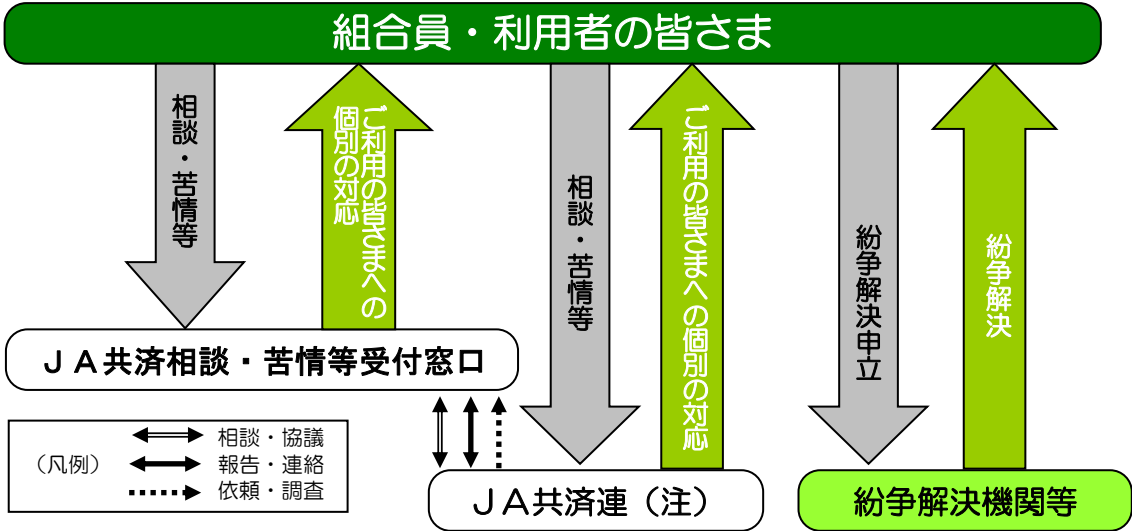 組合員・利用者の皆さま
相談・苦情等
ご利用の皆さまへの
個別の対応
相談・苦情等
ご利用の皆さまへの個別の対応
紛争解決申立
紛争解決
ＪＡ共済相談・苦情等受付窓口
（凡例）
相談・協議
報告・連絡
依頼・調査
ＪＡ共済連（注）
紛争解決機関等